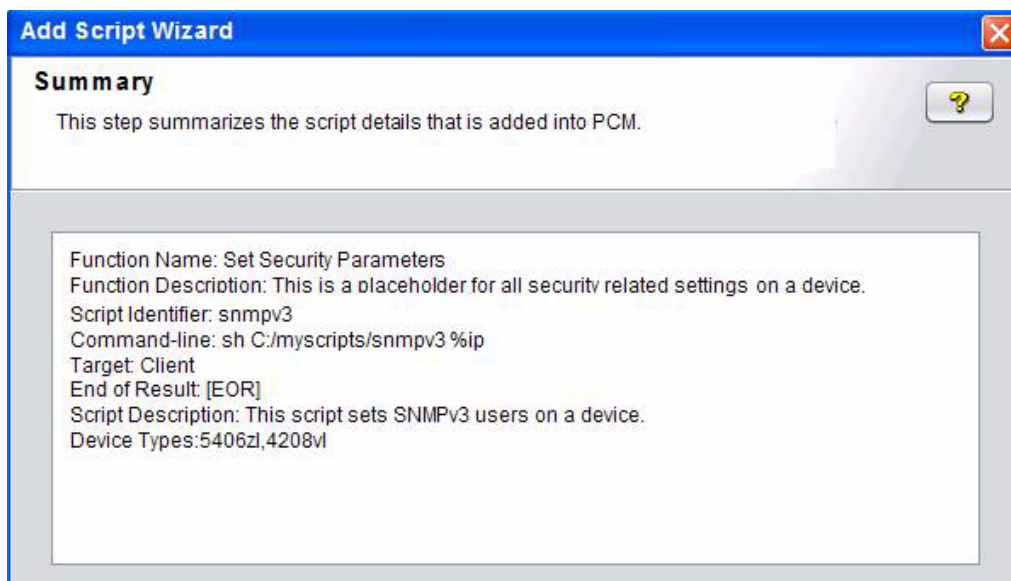 Add Script Wizard
Summary
This step summarizes the script details that is added into PCM.
?
Function Name: Set Security Parameters
Function Description: This is a placeholder for all security related settings on a device.
Script Identifier: snmpv3
Command-line: sh C:/myscripts/snmpv3 %ip
Target: Client
End of Result: [EOR]
Script Description: This script sets SNMPv3 users on a device.
Device Types:5406zl,4208vl